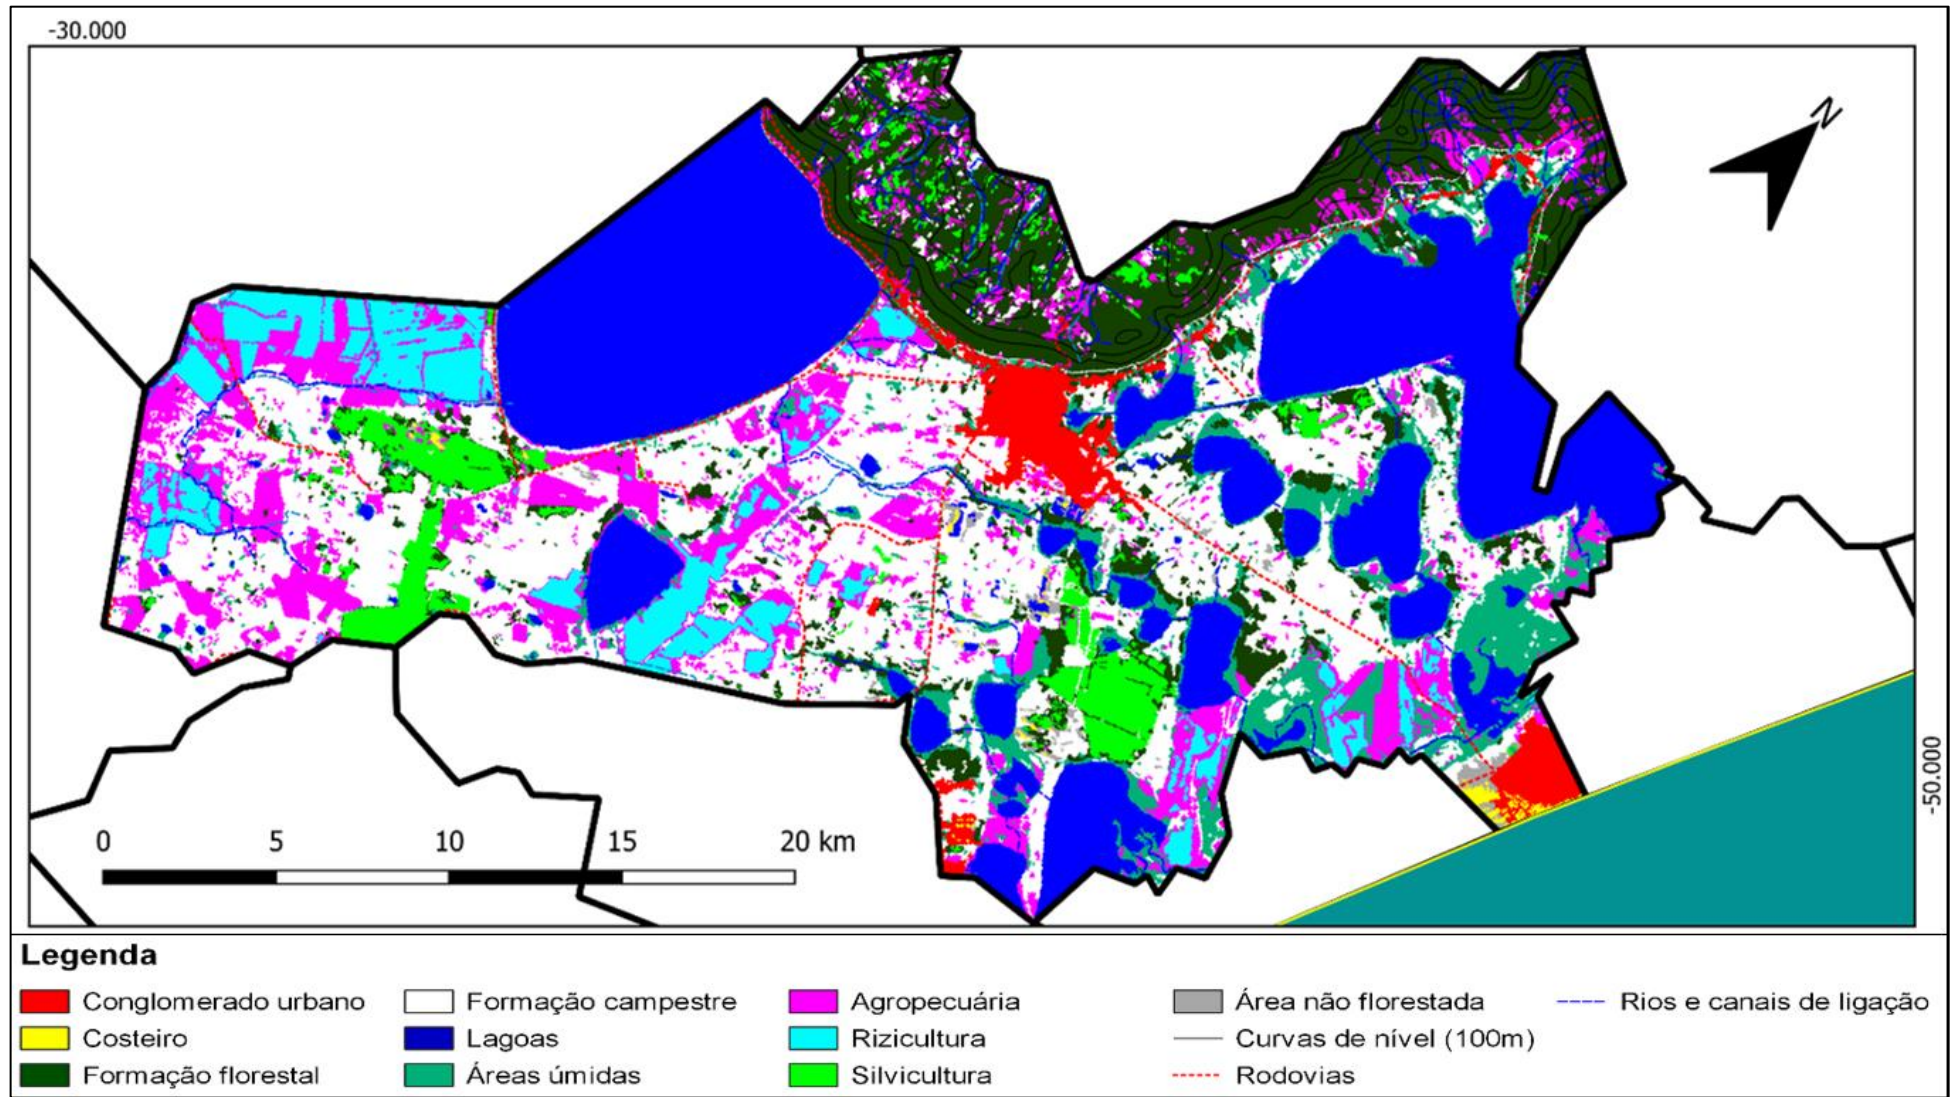 -30.000
N
-50.000
0 5 10 15 20 km
Legenda
Conglomerado urbano Formação campestre Agropecuária Área não florestada Rios e canais de ligação
Costeiro Lagoas Rizicultura Curvas de nível (100m)
Formação florestal Áreas úmidas Silvicultura Rodovias